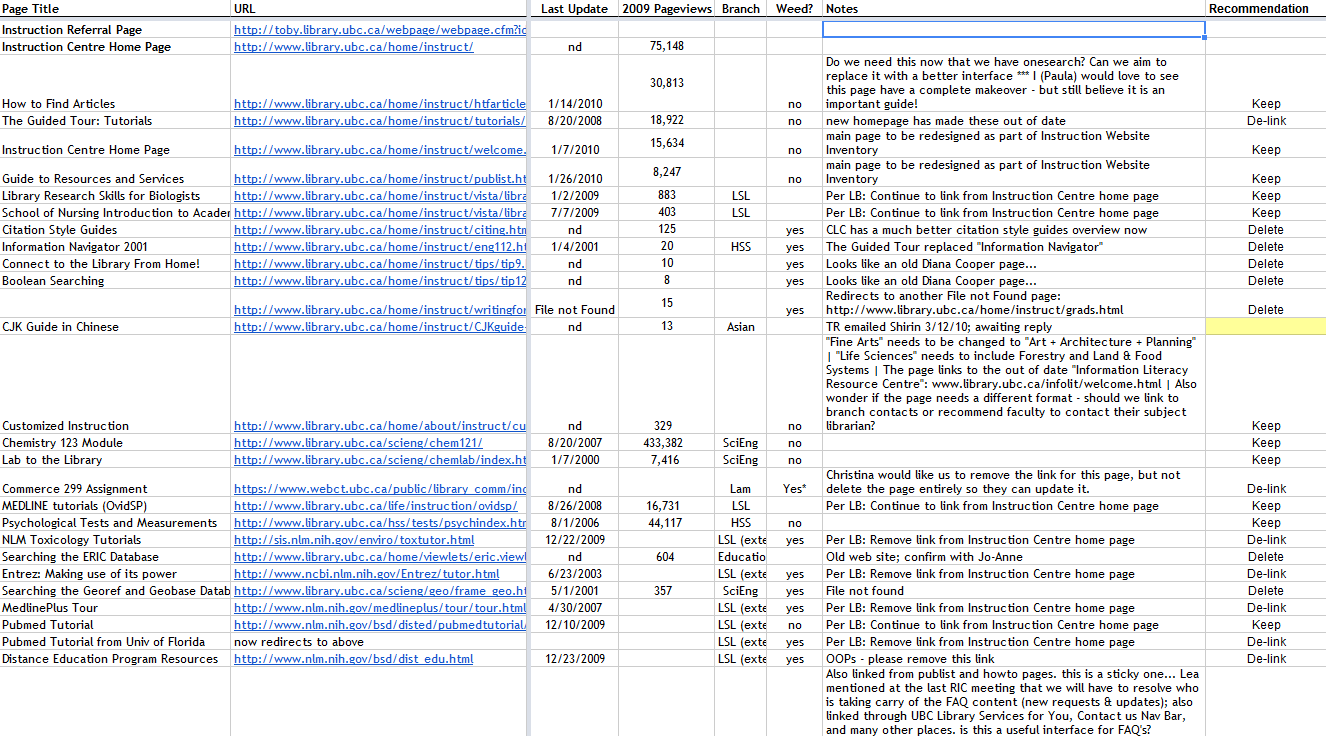 Page Title URL Last Update 2009 Pageviews Branch Weed? Notes Recommendation
Instruction Referral Page http://toby.library.ubc.ca/webpage/webpage.cfm?id
Instruction Centre Home Page http://www.library.ubc.ca/home/instruct/ nd 75,148
Do we need this now that we have onesearch? Can we aim to
replace it with a better interface *** I (Paula) would love to see
30,813 this page have a complete makeover - but still believe it is an
How to Find Articles http://www.library.ubc.ca/home/instruct/htfarticle 1/14/2010 no important guide! Keep
The Guided Tour: Tutorials http://www.library.ubc.ca/home/instruct/tutorials/ 8/20/2008 18,922 no new homepage has made these out of date De-link
15,634 main page to be redesigned as part of Instruction Website
Instruction Centre Home Page http://www.library.ubc.ca/home/instruct/welcome. 1/7/2010 no Inventory Keep
8,247 main page to be redesigned as part of Instruction Website
Guide to Resources and Services http://www.library.ubc.ca/home/instruct/publist.ht 1/26/2010 no Inventory Keep
Library Research Skills for Biologists http://www.library.ubc.ca/home/instruct/vista/libra 1/2/2009 883 LSL Per LB: Continue to link from Instruction Centre home page Keep
School of Nursing Introduction to Acader http://www.library.ubc.ca/home/instruct/vista/libra 7/7/2009 403 LSL Per LB: Continue to link from Instruction Centre home page Keep
Citation Style Guides http://www.library.ubc.ca/home/instruct/citing.htm nd 125 yes CLC has a much better citation style guides overview now Delete
Information Navigator 2001 http://www.library.ubc.ca/home/instruct/eng112.ht 1/4/2001 20 HSS yes The Guided Tour replaced "Information Navigator" Delete
Connect to the Library From Home! http://www.library.ubc.ca/home/instruct/tips/tip9. nd 10 yes Looks like an old Diana Cooper page... Delete
Boolean Searching http://www.library.ubc.ca/home/instruct/tips/tip12 nd 8 yes Looks like an old Diana Cooper page... Delete
15 Redirects to another File not Found page:
http://www.library.ubc.ca/home/instruct/writingfor File not Found yes http://www.library.ubc.ca/home/instruct/grads.html Delete
CJK Guide in Chinese http://www.library.ubc.ca/home/instruct/CJKguide- nd 13 Asian TR emailed Shirin 3/12/10; awaiting reply
"Fine Arts" needs to be changed to "Art + Architecture + Planning"
| "Life Sciences" needs to include Forestry and Land & Food
Systems | The page links to the out of date "Information Literacy
Resource Centre": www.library.ubc.ca/infolit/welcome.html | Also
wonder if the page needs a different format - should we link to
branch contacts or recommend faculty to contact their subject
Customized Instruction http://www.library.ubc.ca/home/about/instruct/cu nd 329 no librarian? Keep
Chemistry 123 Module http://www.library.ubc.ca/scieng/chem121/ 8/20/2007 433,382 SciEng no Keep
Lab to the Library http://www.library.ubc.ca/scieng/chemlab/index.ht 1/7/2000 7,416 SciEng no Keep
Christina would like us to remove the link for this page, but not
Commerce 299 Assignment https://www.webct.ubc.ca/public/library_comm/ind nd Lam Yes* delete the page entirely so they can update it. De-link
MEDLINE tutorials (OvidSP) http://www.library.ubc.ca/life/instruction/ovidsp/ 8/26/2008 16,731 LSL Per LB: Continue to link from Instruction Centre home page Keep
Psychological Tests and Measurements http://www.library.ubc.ca/hss/tests/psychindex.htr 8/1/2006 44,117 HSS no Keep
NLM Toxicology Tutorials http://sis.nlm.nih.gov/enviro/toxtutor.html 12/22/2009 LSL (exte yes Per LB: Remove link from Instruction Centre home page De-link
Searching the ERIC Database http://www.library.ubc.ca/home/viewlets/eric.viewl nd 604 Educatio Old web site; confirm with Jo-Anne Delete
Entrez: Making use of its power http://www.ncbi.nlm.nih.gov/Entrez/tutor.html 6/23/2003 LSL (exte yes Per LB: Remove link from Instruction Centre home page De-link
Searching the Georef and Geobase Datab http://www.library.ubc.ca/scieng/geo/frame_geo.ht 5/1/2001 357 SciEng yes File not found Delete
MedlinePlus Tour http://www.nlm.nih.gov/medlineplus/tour/tour.html 4/30/2007 LSL (exte yes Per LB: Remove link from Instruction Centre home page De-link
Pubmed Tutorial http://www.nlm.nih.gov/bsd/disted/pubmedtutorial/ 12/10/2009 LSL (exte no Per LB: Continue to link from Instruction Centre home page Keep
Pubmed Tutorial from Univ of Florida now redirects to above LSL (exte yes Per LB: Remove link from Instruction Centre home page De-link
Distance Education Program Resources http://www.nlm.nih.gov/bsd/dist_edu.html 12/23/2009 LSL (exte yes OOPs - please remove this link De-link
Also linked from publist and howto pages. this is a sticky one... Lea
mentioned at the last RIC meeting that we will have to resolve who
is taking carry of the FAQ content (new requests & updates); also
linked through UBC Library Services for You, Contact us Nav Bar,
and many other places. is this a useful interface for FAQ's?